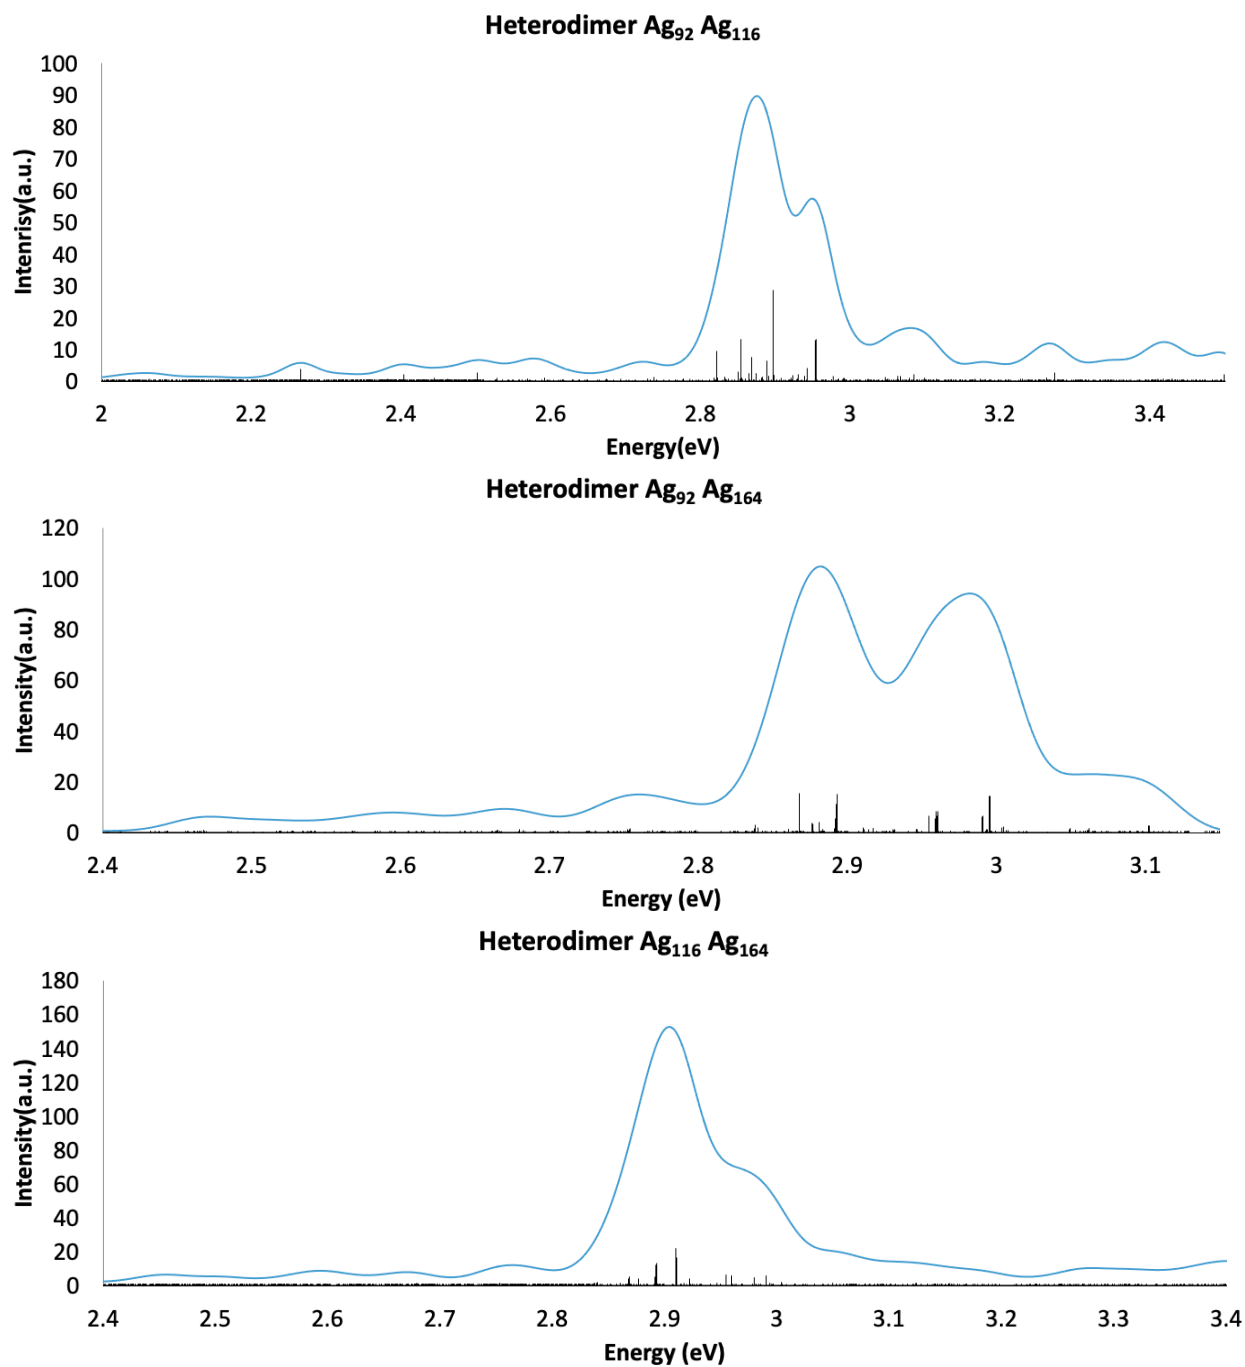 Heterodimer Ag92 Ag116
100
90
80
70
60
50
40
30
20
10
0
Intenrisy(a.u.)
2 2.2 2.4 2.6 2.8 3 3.2 3.4
Energy(eV)
Heterodimer Ag92 Ag164
120
100
80
60
40
20
0
Intensity(a.u.)
2.4 2.5 2.6 2.7 2.8 2.9 3 3.1
Energy (eV)
Heterodimer Ag116 Ag164
180
160
140
120
100
80
60
40
20
0
Intensity(a.u.)
2.4 2.5 2.6 2.7 2.8 2.9 3 3.1 3.2 3.3 3.4
Energy (eV)